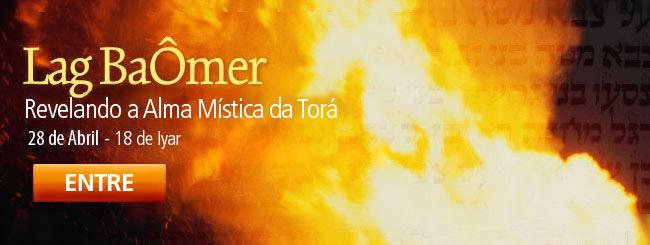 Lag BaÔmer
Revelando a Alma Mística da Torá
28 de Abril - 18 de Iyar
ENTRE